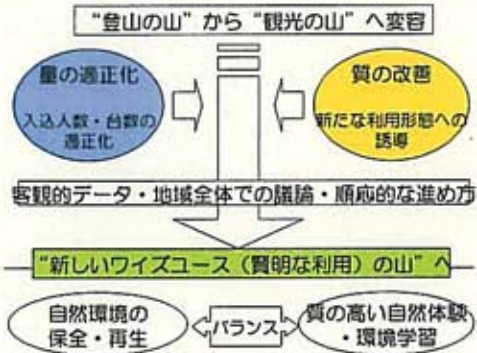 “登山の山”から“観光の山”へ変容
量の適正化
入込人数・台数の
適正化
質の改善
新たな利用形態への
誘導
客観的データ・地域全体での議論・順応的な進め方
“新しいワイズユース（賢明な利用）の山”へ
自然環境の
保全・再生
バランス
質の高い自然体験
・環境学習